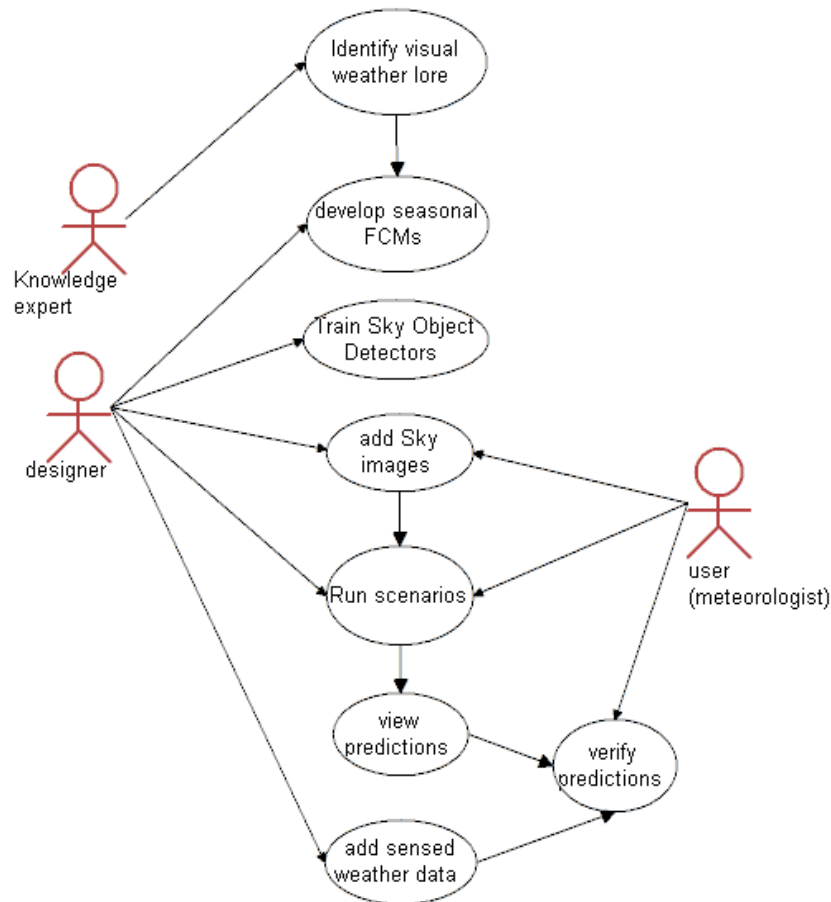 Identify visual
weather lore
develop seasonal
FCMs
Knowledge
expert
Train Sky Object
Detectors
designer
add Sky
images
user
(meteorologist)
Run scenarios
view
predictions
verify
predictions
add sensed
weather data